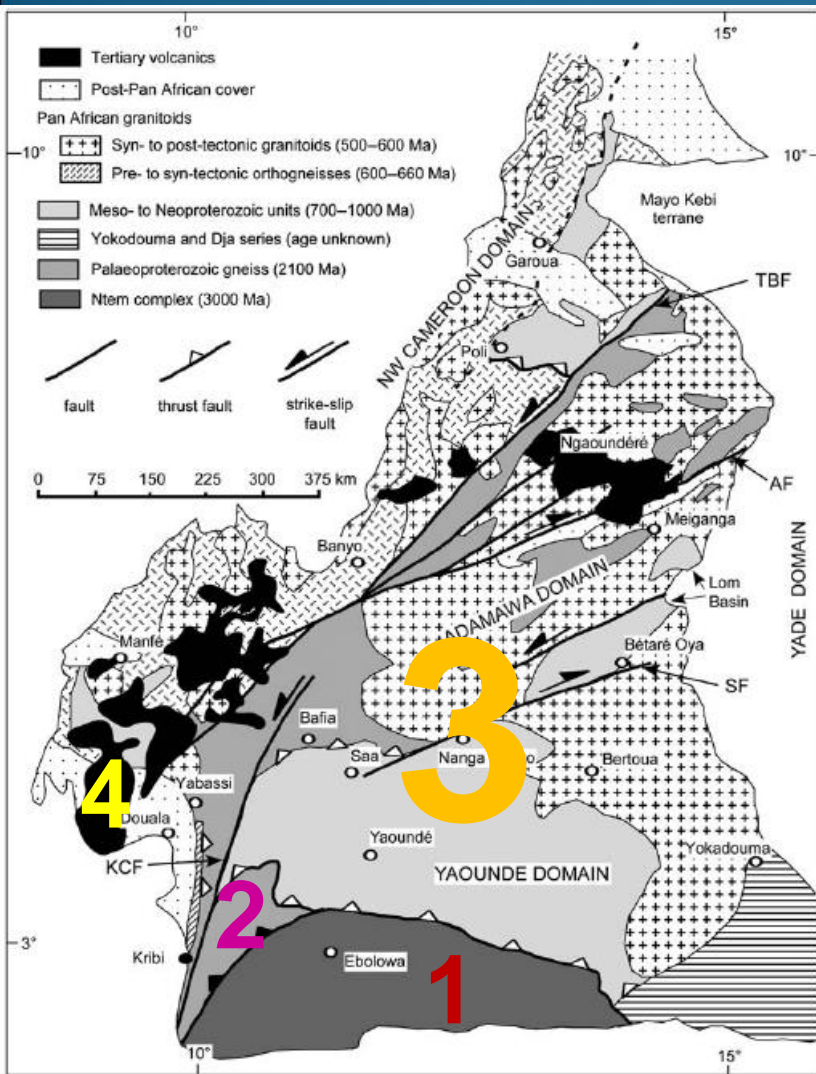 10°
15°
Tertiary volcanics
Post-Pan African cover
Pan African granitoids
Syn- to post-tectonic granitoids (500–600 Ma)
Pre- to syn-tectonic orthogneisses (600–660 Ma)
Meso- to Neoproterozoic units (700–1000 Ma)
Yokodouma and Dja series (age unknown)
Palaeoproterozoic gneiss (2100 Ma)
Ntem complex (3000 Ma)
10°
10°
Mayo Kebi
terrane
NW CAMEROON DOMAIN
Garoua
TBF
Poli
fault
thrust fault
strike-slip
fault
Ngaoundéré
0 75 150 225 300 375 km
AF
Meiganga
Banyo
Lom
Basin
ADAMAWA DOMAIN
YADE DOMAIN
Manfé
Bétaré Oya
SF
3
Bafia
Saa
Nanga
Bertoua
4
Yabassi
Douala
Yaoundé
Yokadouma
KCF
YAOUNDE DOMAIN
2
3°
3°
Kribi
Ebolowa
1
10°
15°